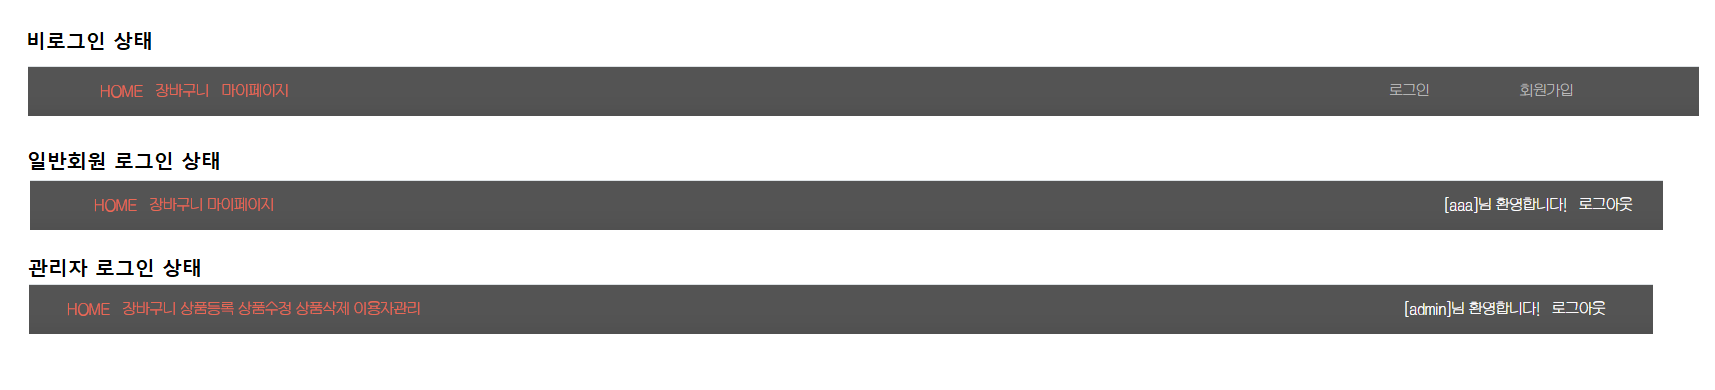 비로그인 상태
HOME 장바구니 마이페이지 로그인 회원가입
일반회원 로그인 상태
HOME 장바구니 마이페이지 [aaa]님 환영합니다! 로그아웃
관리자 로그인 상태
HOME 장바구니 상품등록 상품수정 상품삭제 이용자관리 [admin]님 환영합니다! 로그아웃